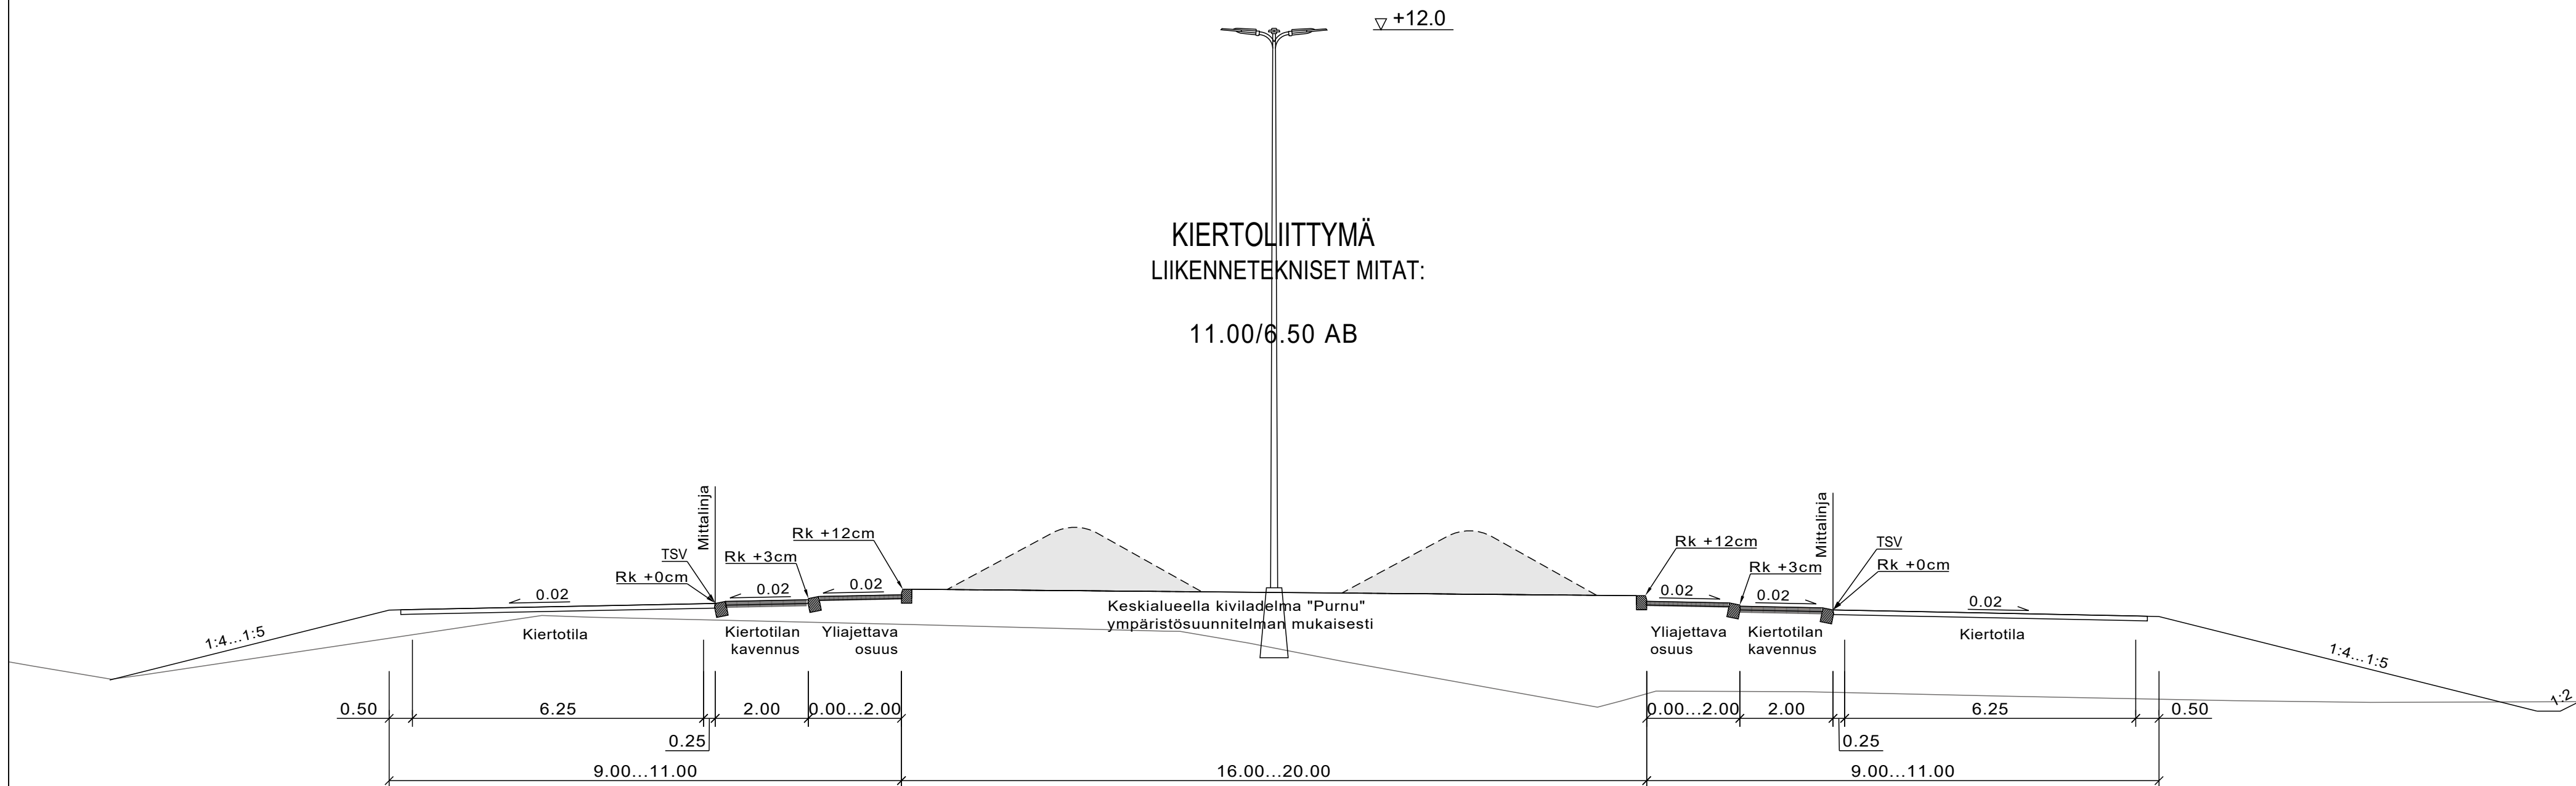 +12.0
KIERTOLIITTYMÄ
LIIKENNETEKNISET MITAT:
11.00/6.50 AB
Mittalinja
Mittalinja
Rk +12cm
Rk +12cm
TSV
Rk +3cm
TSV
Rk +0cm
Rk +3cm
Rk +0cm
0.02
0.02
0.02
0.02
0.02
0.02
1:4...1:5
Kiertotila
Kiertotilan
kavennus
Yliajettava
osuus
Keskialueella kiviladelma "Purnu"
ympäristösuunnitelman mukaisesti
Yliajettava
osuus
Kiertotilan
kavennus
Kiertotila
1:4...1:5
1:2
0.50
6.25
2.00
0.00...2.00
0.00...2.00
2.00
6.25
0.50
0.25
0.25
9.00...11.00
16.00...20.00
9.00...11.00